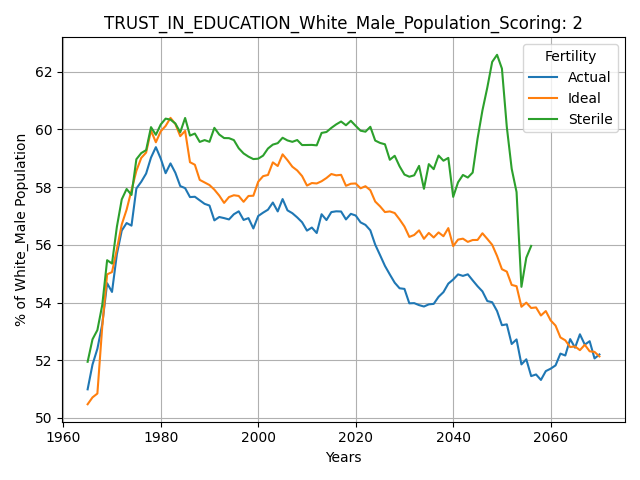 TRUST_IN_EDUCATION_White_Male_Population_Scoring: 2
% of White_Male Population
62
60
58
56
54
52
50
1960 1980 2000 2020 2040 2060
Years
Fertility
Actual
Ideal
Sterile